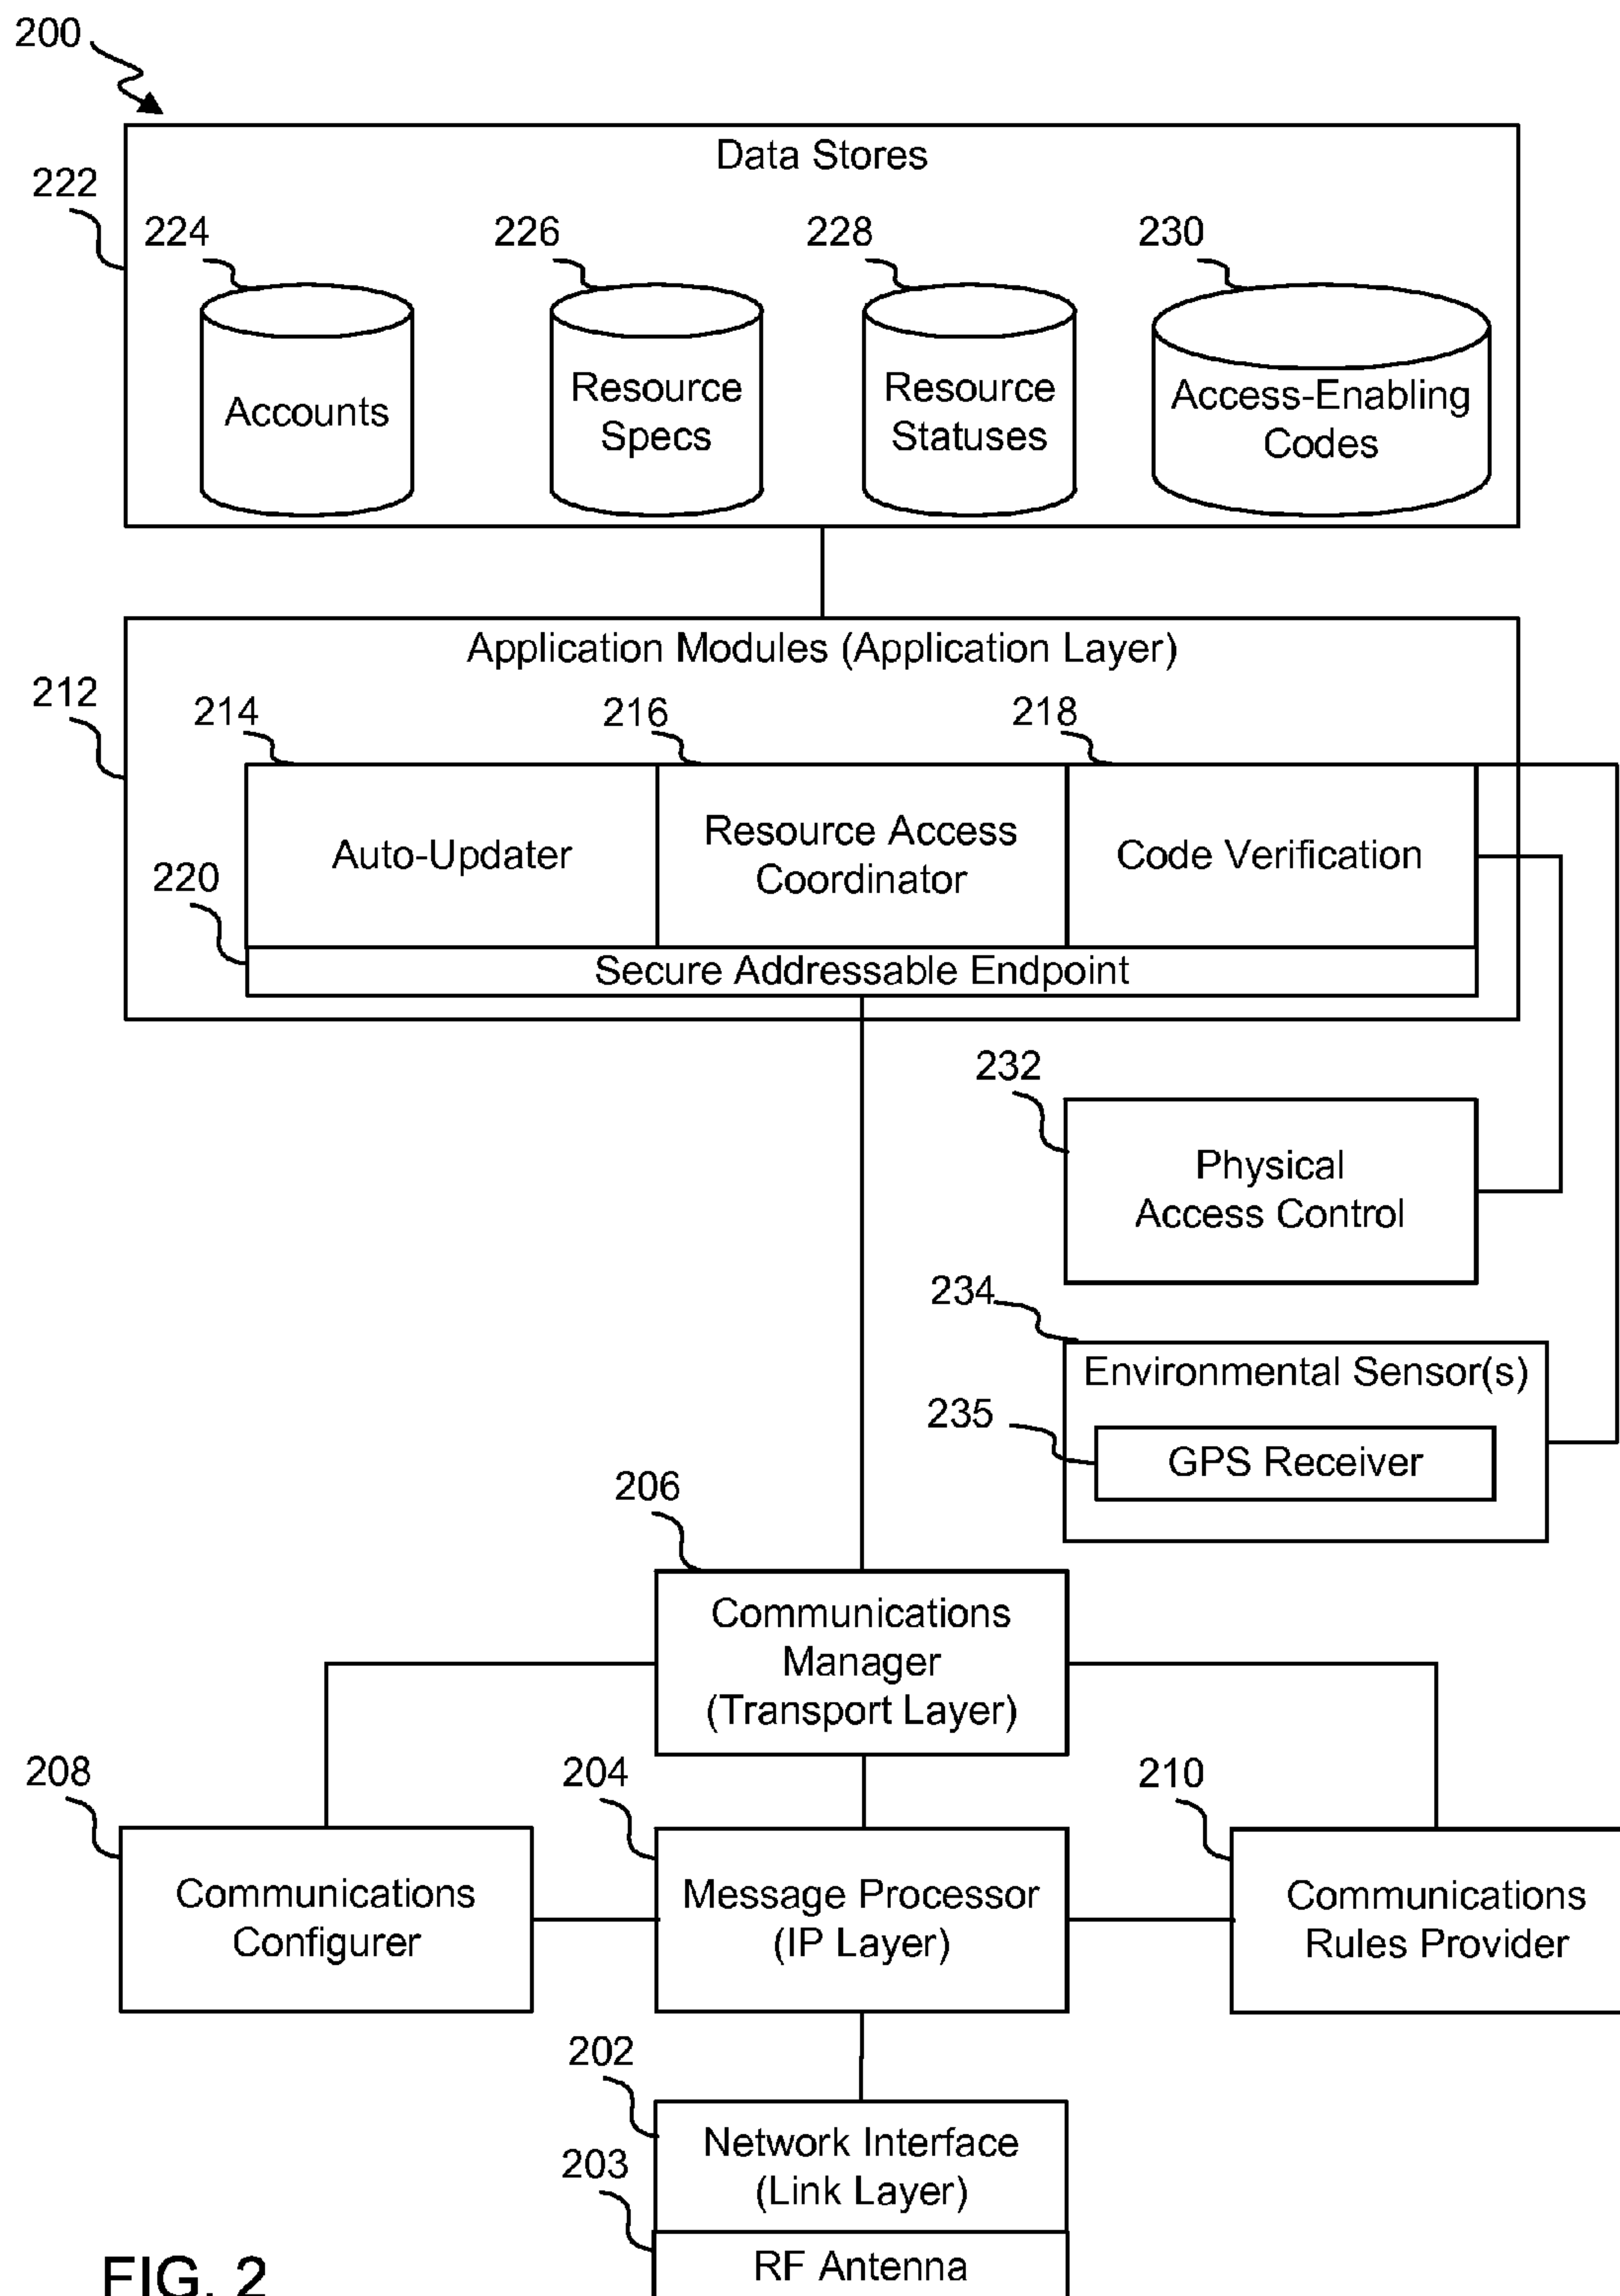 200
Data Stores
222
224
226
228
230
Accounts
Resource
Specs
Resource
Statuses
Access-Enabling
Codes
Application Modules (Application Layer)
212
214
216
218
Auto-Updater
Resource Access
Coordinator
Code Verification
220
Secure Addressable Endpoint
232
Physical
Access Control
234
Environmental Sensor(s)
235
GPS Receiver
206
Communications
Manager
(Transport Layer)
208
204
210
Communications
Configurer
Message Processor
(IP Layer)
Communications
Rules Provider
202
Network Interface
(Link Layer)
203
RF Antenna
FIG. 2